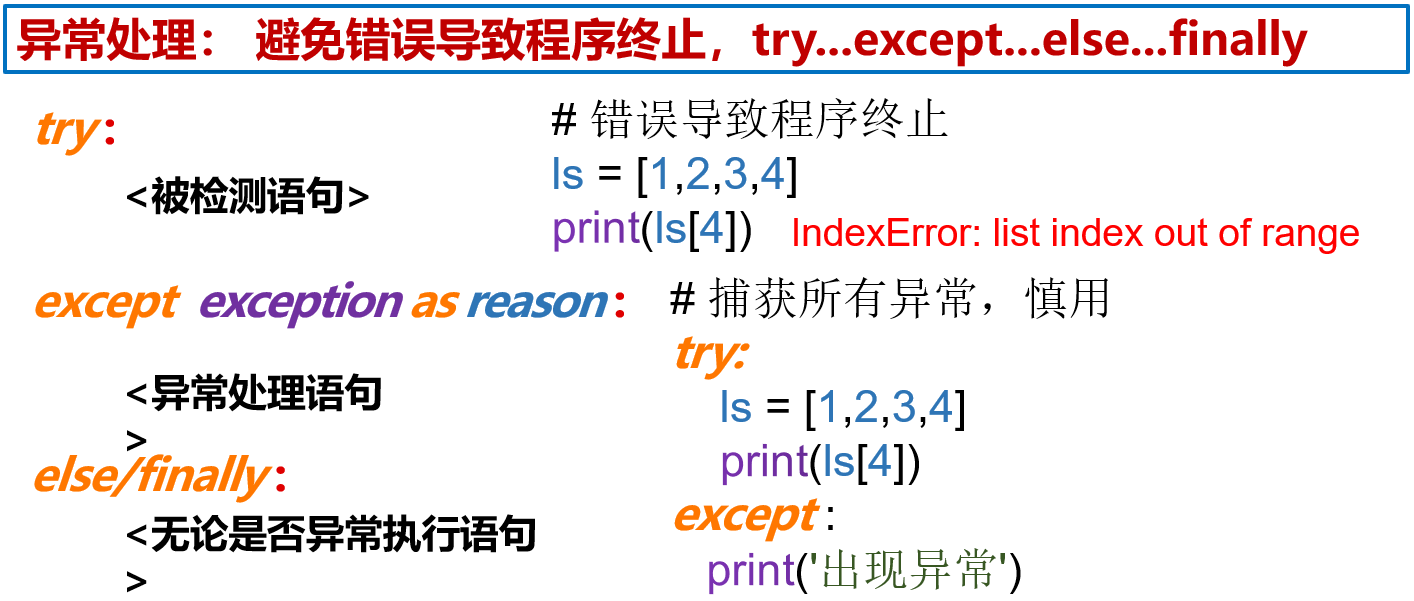 异常处理： 避免错误导致程序终止，try...except...else...finally
try：
<被检测语句>
except exception as reason：
<异常处理语句
>
else/finally：
<无论是否异常执行语句
>
# 错误导致程序终止
ls = [1,2,3,4]
print(ls[4]) IndexError: list index out of range
# 捕获所有异常，慎用
try:
ls = [1,2,3,4]
print(ls[4])
except :
print('出现异常')